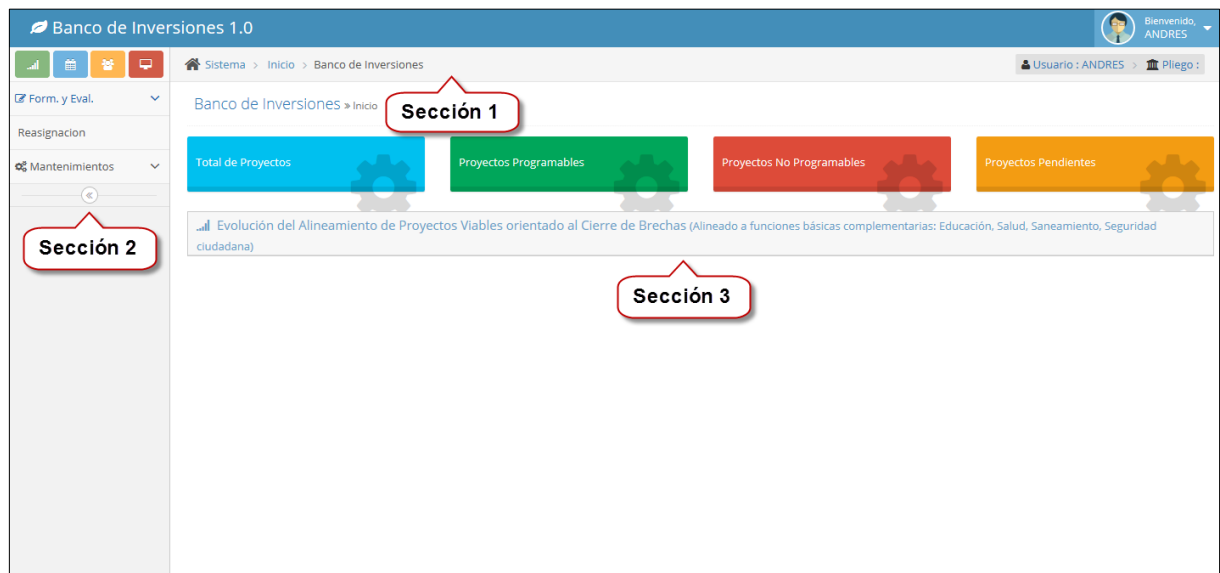 Banco de Inversiones 1.0
Bienvenido,
ANDRES
Sistema > Inicio > Banco de Inversiones
Usuario : ANDRES > Pliego :
Form. y Eval.
Reasignacion
Mantenimientos
Sección 2
Banco de Inversiones » Inicio
Sección 1
Total de Proyectos
Proyectos Programables
Proyectos No Programables
Proyectos Pendientes
Evolución del Alineamiento de Proyectos Viables orientado al Cierre de Brechas (Alineado a funciones básicas complementarias: Educación, Salud, Saneamiento, Seguridad
ciudadana)
Sección 3